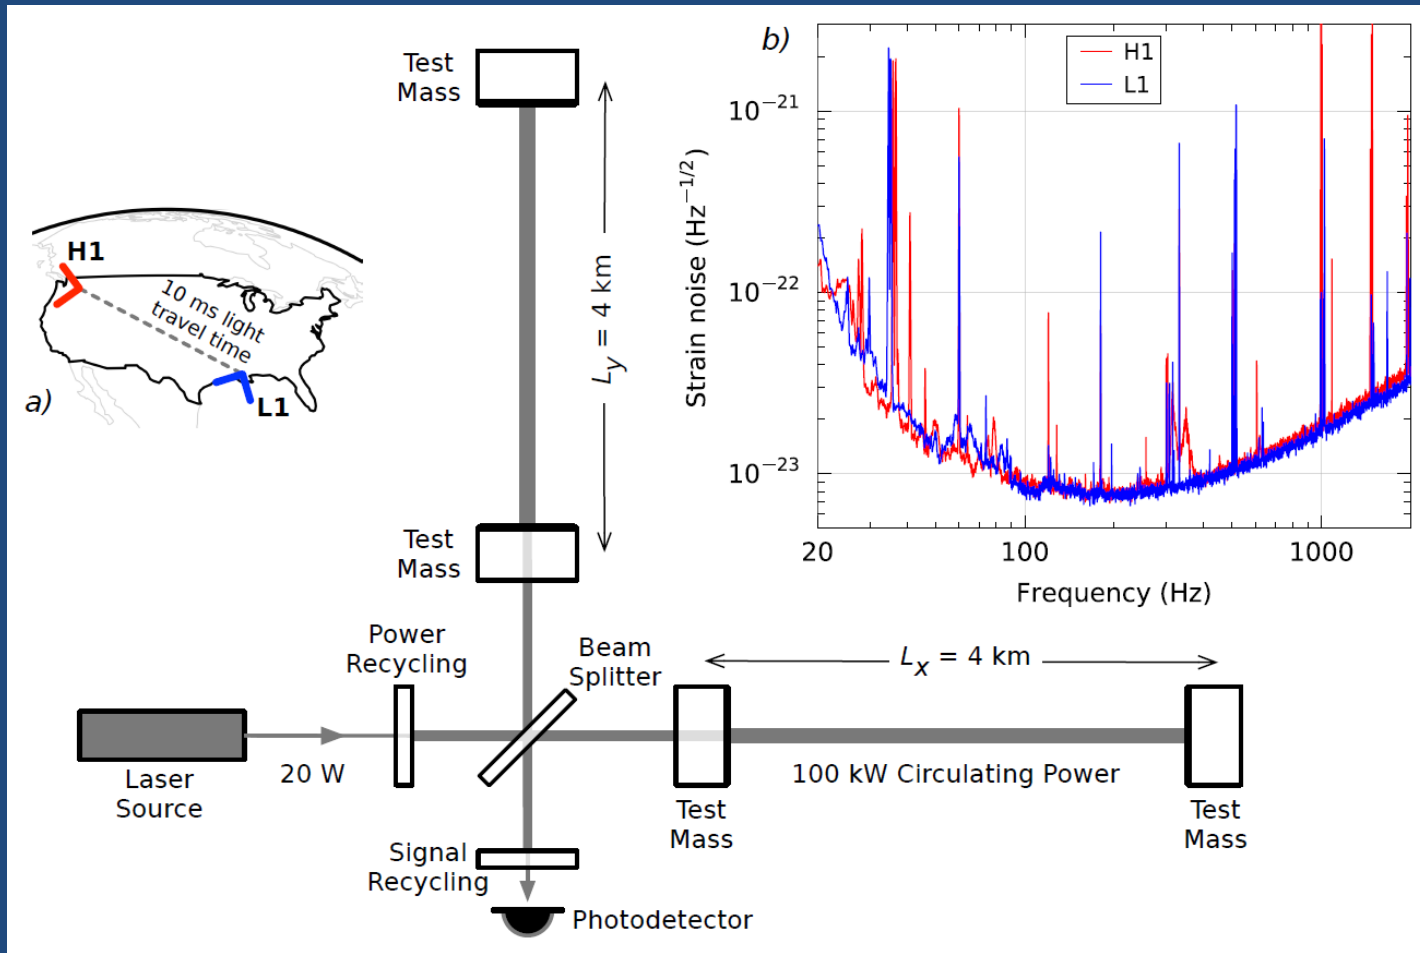 Test
Mass
L_y = 4 km
H1
10 ms light
travel time
a)
L1
Test
Mass
Power
Recycling
Beam
Splitter
L_x = 4 km
20 W
Laser
Source
100 kW Circulating Power
Test
Mass
Test
Mass
Signal
Recycling
Photodetector
b)
H1
L1
Strain noise (Hz^{-1/2})
10^{-21}
10^{-22}
10^{-23}
20
100
1000
Frequency (Hz)